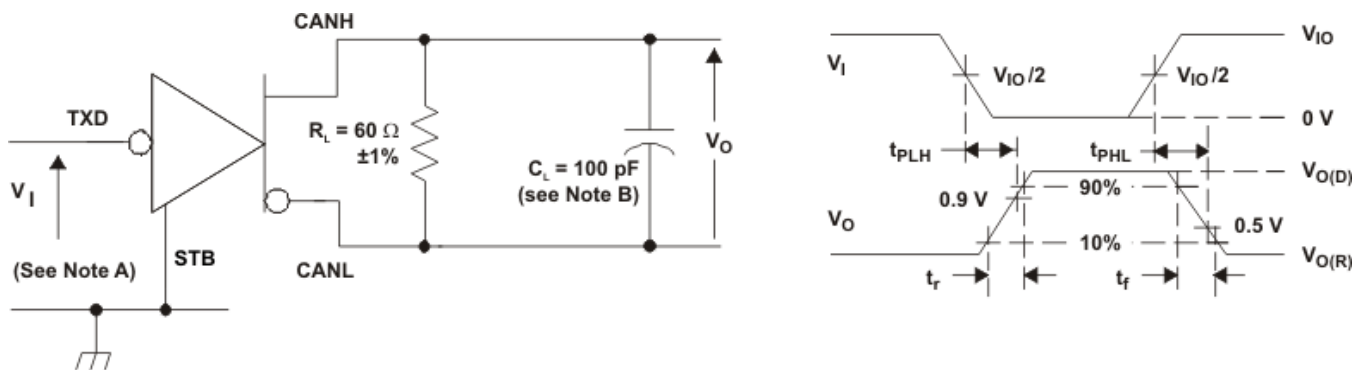 CANH
TXD
R_L = 60 Ω
±1%
C_L = 100 pF
(see Note B)
V_O
V_I
(See Note A)
STB
CANL
V_I
V_IO/2
V_IO/2
V_IO
0 V
t_PLH
t_PHL
V_O(D)
90%
0.9 V
V_O
0.5 V
10%
V_O(R)
t_r
t_f